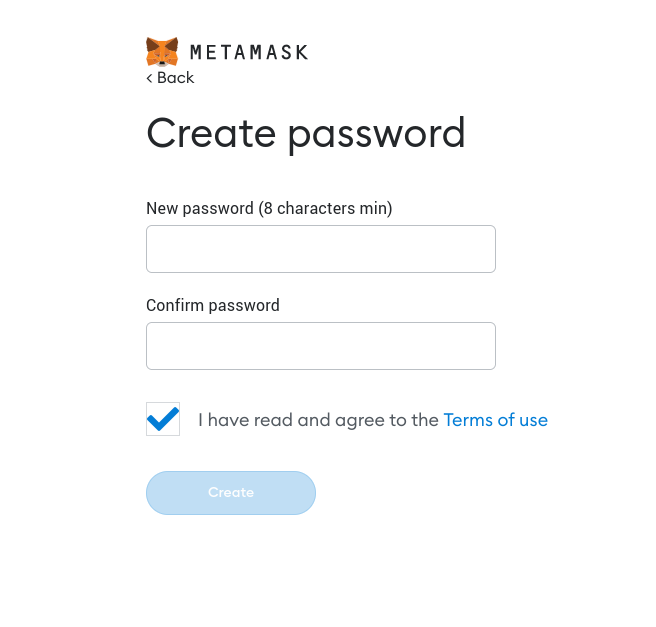 METAMASK
< Back
Create password
New password (8 characters min)
Confirm password
I have read and agree to the Terms of use
Create